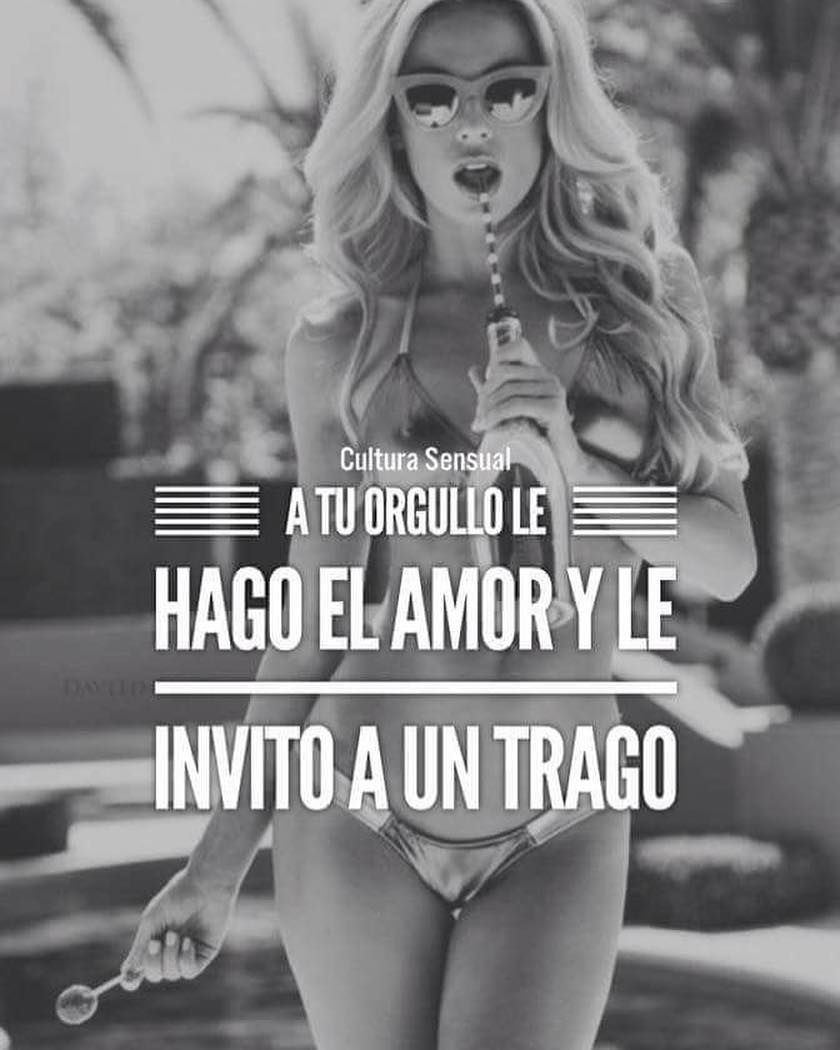 Cultura Sensual
A TU ORGULLO LE
HAGO EL AMOR Y LE
INVITO A UN TRAGO